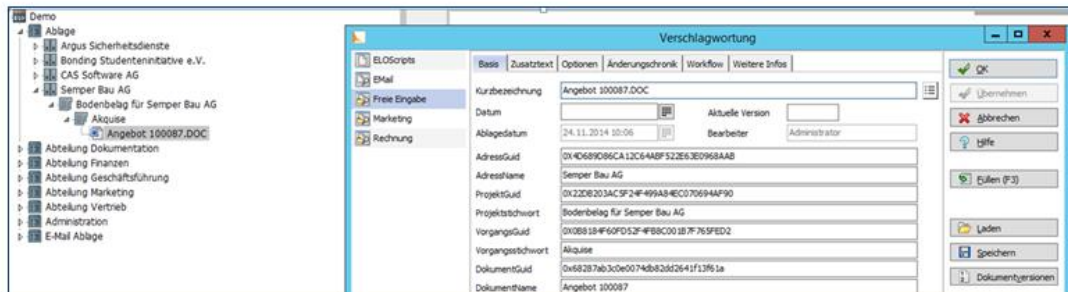 Demo
Ablage
Argus Sicherheitsdienste
Bonding Studenteninitiative e.V.
CAS Software AG
Semper Bau AG
Bodenbelag für Semper Bau AG
Akquise
Angebot 100087.DOC
Abteilung Dokumentation
Abteilung Finanzen
Abteilung Geschäftsführung
Abteilung Marketing
Abteilung Vertrieb
Administration
E-Mail Ablage
Verschlagwortung
ELOScripts
EMail
Freie Eingabe
Marketing
Rechnung
Basis Zusatztext Optionen Änderungschronik Workflow Weitere Infos
Kurzbezeichnung Angebot 100087.DOC
Datum Aktuelle Version
Ablagedatum 24.11.2014 10:06 Bearbeiter Administrator
AdressGuid 0X4D689D86CA12C64ABF522E63E0968AAB
AdressName Semper Bau AG
ProjektGuid 0X22DB203AC5F24F499A84EC070694AF90
Projektstichwort Bodenbelag für Semper Bau AG
VorgangsGuid 0X0B8184F60FD52F4FB8C001B7F765FED2
Vorgangsstichwort Akquise
DokumentGuid 0x68287ab3c0e0074db82dd2641f13f61a
DokumentName Angebot 100087
OK
Übernehmen
Abbrechen
Hilfe
Füllen (F3)
Laden
Speichern
Dokumentversionen